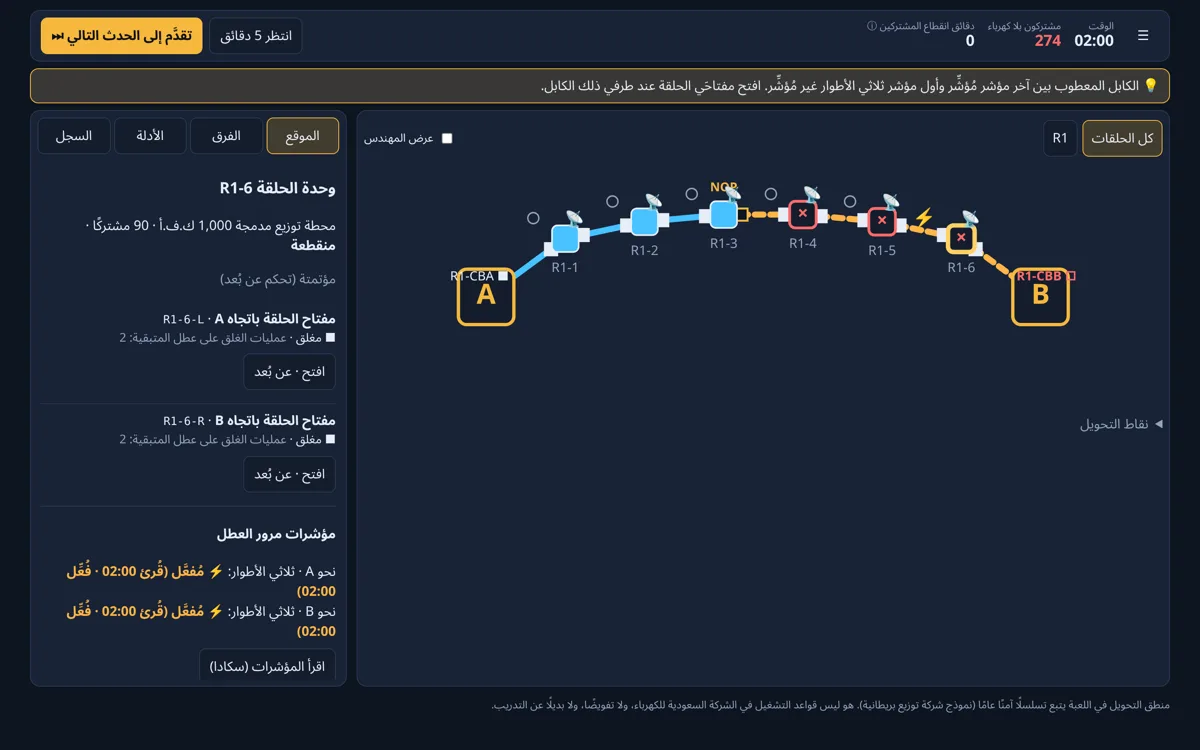 ☰
الوقت
02:00
مشتركون بلا كهرباء
274
دقائق انقطاع المشتركين ⓘ
0
انتظر 5 دقائق
تقدَّم إلى الحدث التالي ⏭
💡 الكابل المعطوب بين آخر مؤشر مُؤشِّر وأول مؤشر ثلاثي الأطوار غير مُؤشِّر. افتح مفتاحَي الحلقة عند طرفي ذلك الكابل.
كل الحلقات
R1
عرض المهندس
NOP
R1-1
R1-2
R1-3
R1-4
R1-5
R1-6
R1-CBA
A
R1-CBB
B
◀ نقاط التحويل
الموقع
الفرق
الأدلة
السجل
وحدة الحلقة R1-6
محطة توزيع مدمجة 1,000 ك.ف.أ · 90 مشتركًا ·
منقطعة
مؤتمتة (تحكم عن بُعد)
مفتاح الحلقة باتجاه A · R1-6-L
■ مغلق · عمليات الغلق على عطل المتبقية: 2
افتح · عن بُعد
مفتاح الحلقة باتجاه B · R1-6-R
■ مغلق · عمليات الغلق على عطل المتبقية: 2
افتح · عن بُعد
مؤشرات مرور العطل
نحو A · ثلاثي الأطوار: ⚡ مُفعَّل (قُرئ 02:00 · فُعِّل
02:00)
نحو B · ثلاثي الأطوار: ⚡ مُفعَّل (قُرئ 02:00 · فُعِّل
02:00)
اقرأ المؤشرات (سكادا)
منطق التحويل في اللعبة يتبع تسلسلًا آمنًا عامًا (نموذج شركة توزيع بريطانية). هو ليس قواعد التشغيل في الشركة السعودية للكهرباء، ولا تفويضًا، ولا بديلًا عن التدريب.